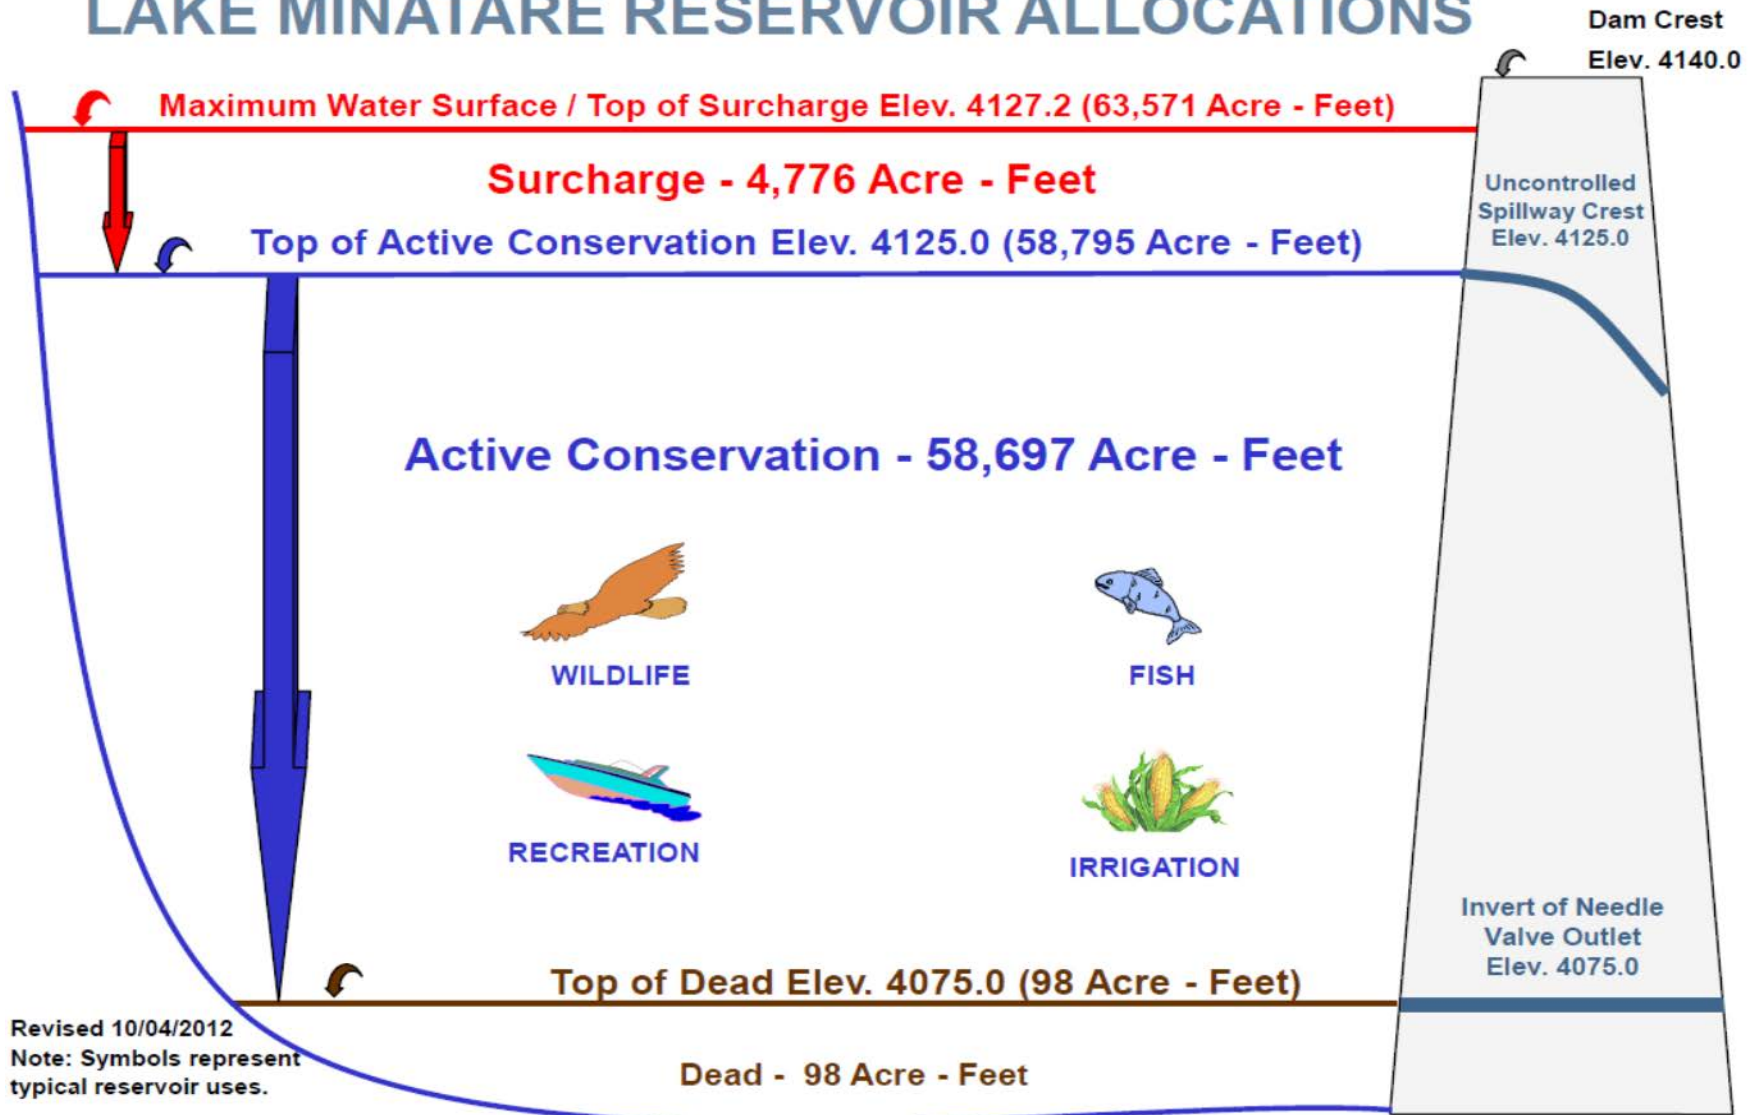 LAKE MINATARE RESERVOIR ALLOCATIONS
Dam Crest
Elev. 4140.0
Maximum Water Surface / Top of Surcharge Elev. 4127.2 (63,571 Acre - Feet)
Surcharge - 4,776 Acre - Feet
Uncontrolled
Spillway Crest
Elev. 4125.0
Top of Active Conservation Elev. 4125.0 (58,795 Acre - Feet)
Active Conservation - 58,697 Acre - Feet
WILDLIFE
FISH
RECREATION
IRRIGATION
Invert of Needle
Valve Outlet
Elev. 4075.0
Top of Dead Elev. 4075.0 (98 Acre - Feet)
Revised 10/04/2012
Note: Symbols represent
typical reservoir uses.
Dead -  98 Acre - Feet